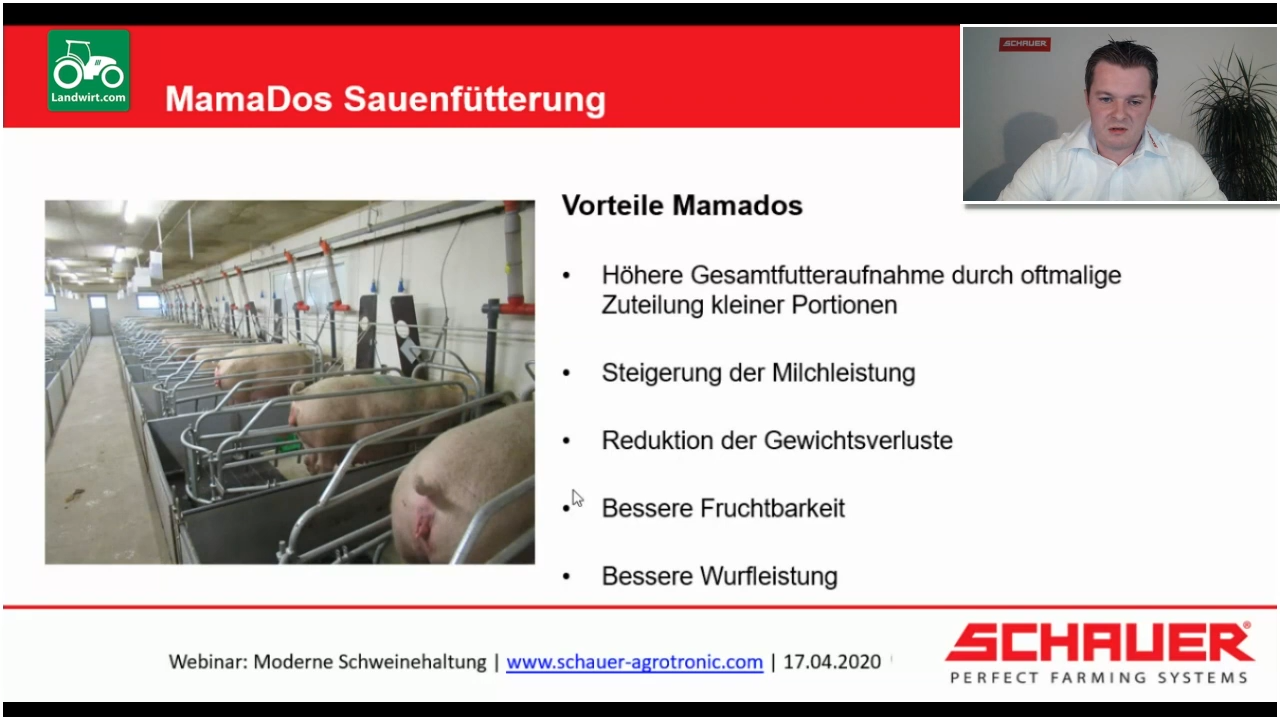 Landwirt.com
MamaDos Sauenfütterung
SCHAUER
Vorteile Mamados
• Höhere Gesamtfutteraufnahme durch oftmalige
Zuteilung kleiner Portionen
• Steigerung der Milchleistung
• Reduktion der Gewichtsverluste
• Bessere Fruchtbarkeit
• Bessere Wurfleistung
Webinar: Moderne Schweinehaltung | www.schauer-agrotronic.com | 17.04.2020
SCHAUER®
PERFECT FARMING SYSTEMS